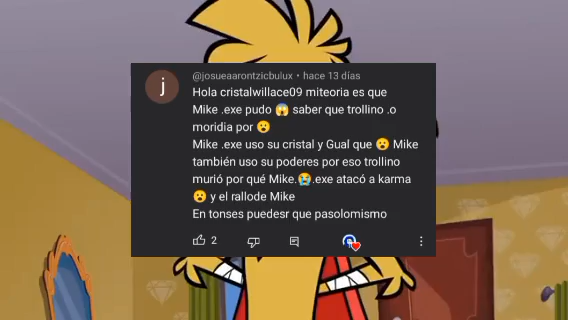 j
@josueaarontzicbulux • hace 13 días
Hola cristalwillace09 miteoria es que
Mike .exe pudo 😱 saber que trollino .o
moridia por 😮
Mike .exe uso su cristal y Gual que 😮 Mike
también uso su poderes por eso trollino
murió por qué Mike.😭.exe atacó a karma
😮 y el rallode Mike
En tonses puedesr que pasolomismo
2